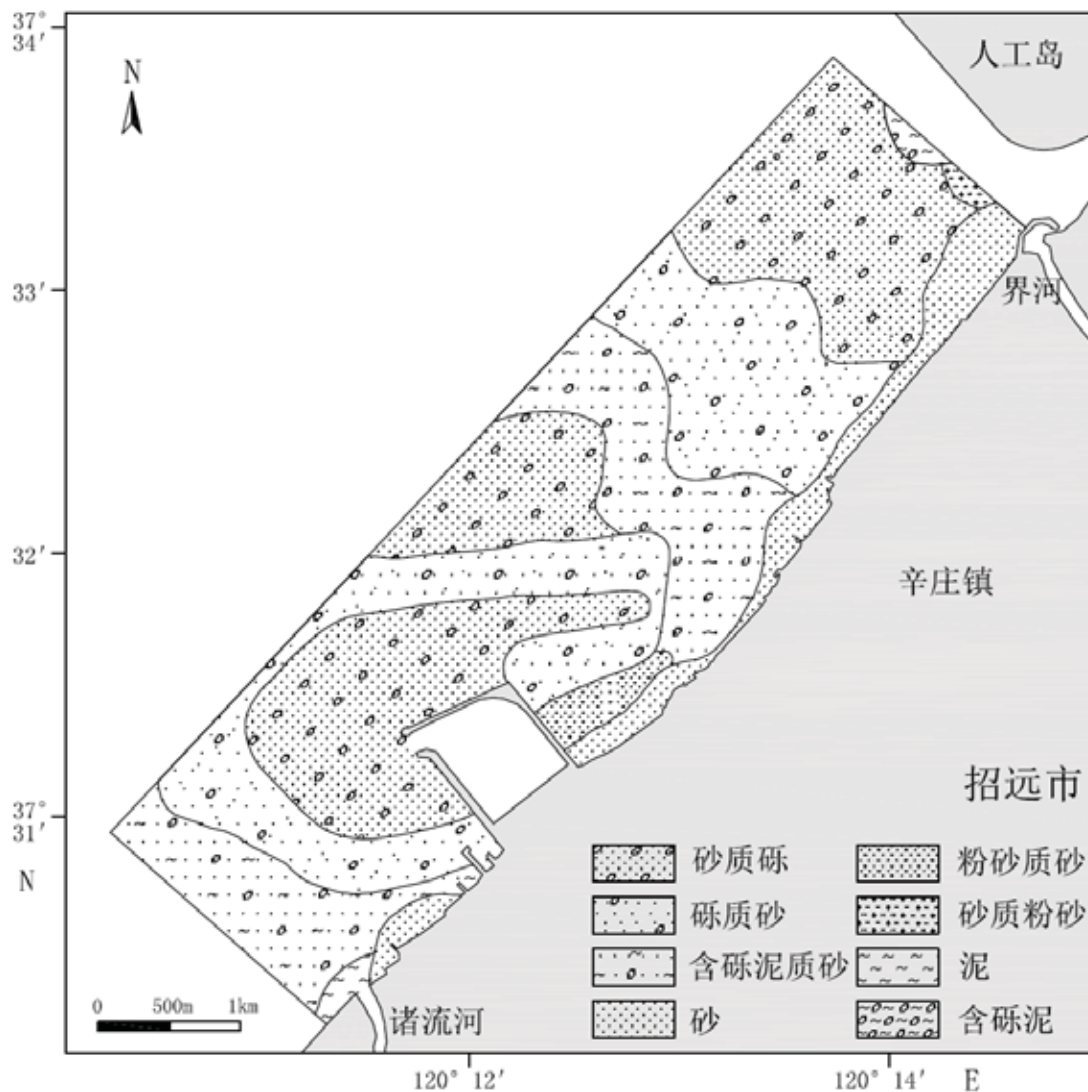 37°
34′
人工岛
N
界河
33′
32′
辛庄镇
招远市
37°
31′
N
砂质砾
粉砂质砂
砾质砂
砂质粉砂
含砾泥质砂
泥
砂
含砾泥
0 500m 1km
诸流河
120° 12′
120° 14′ E